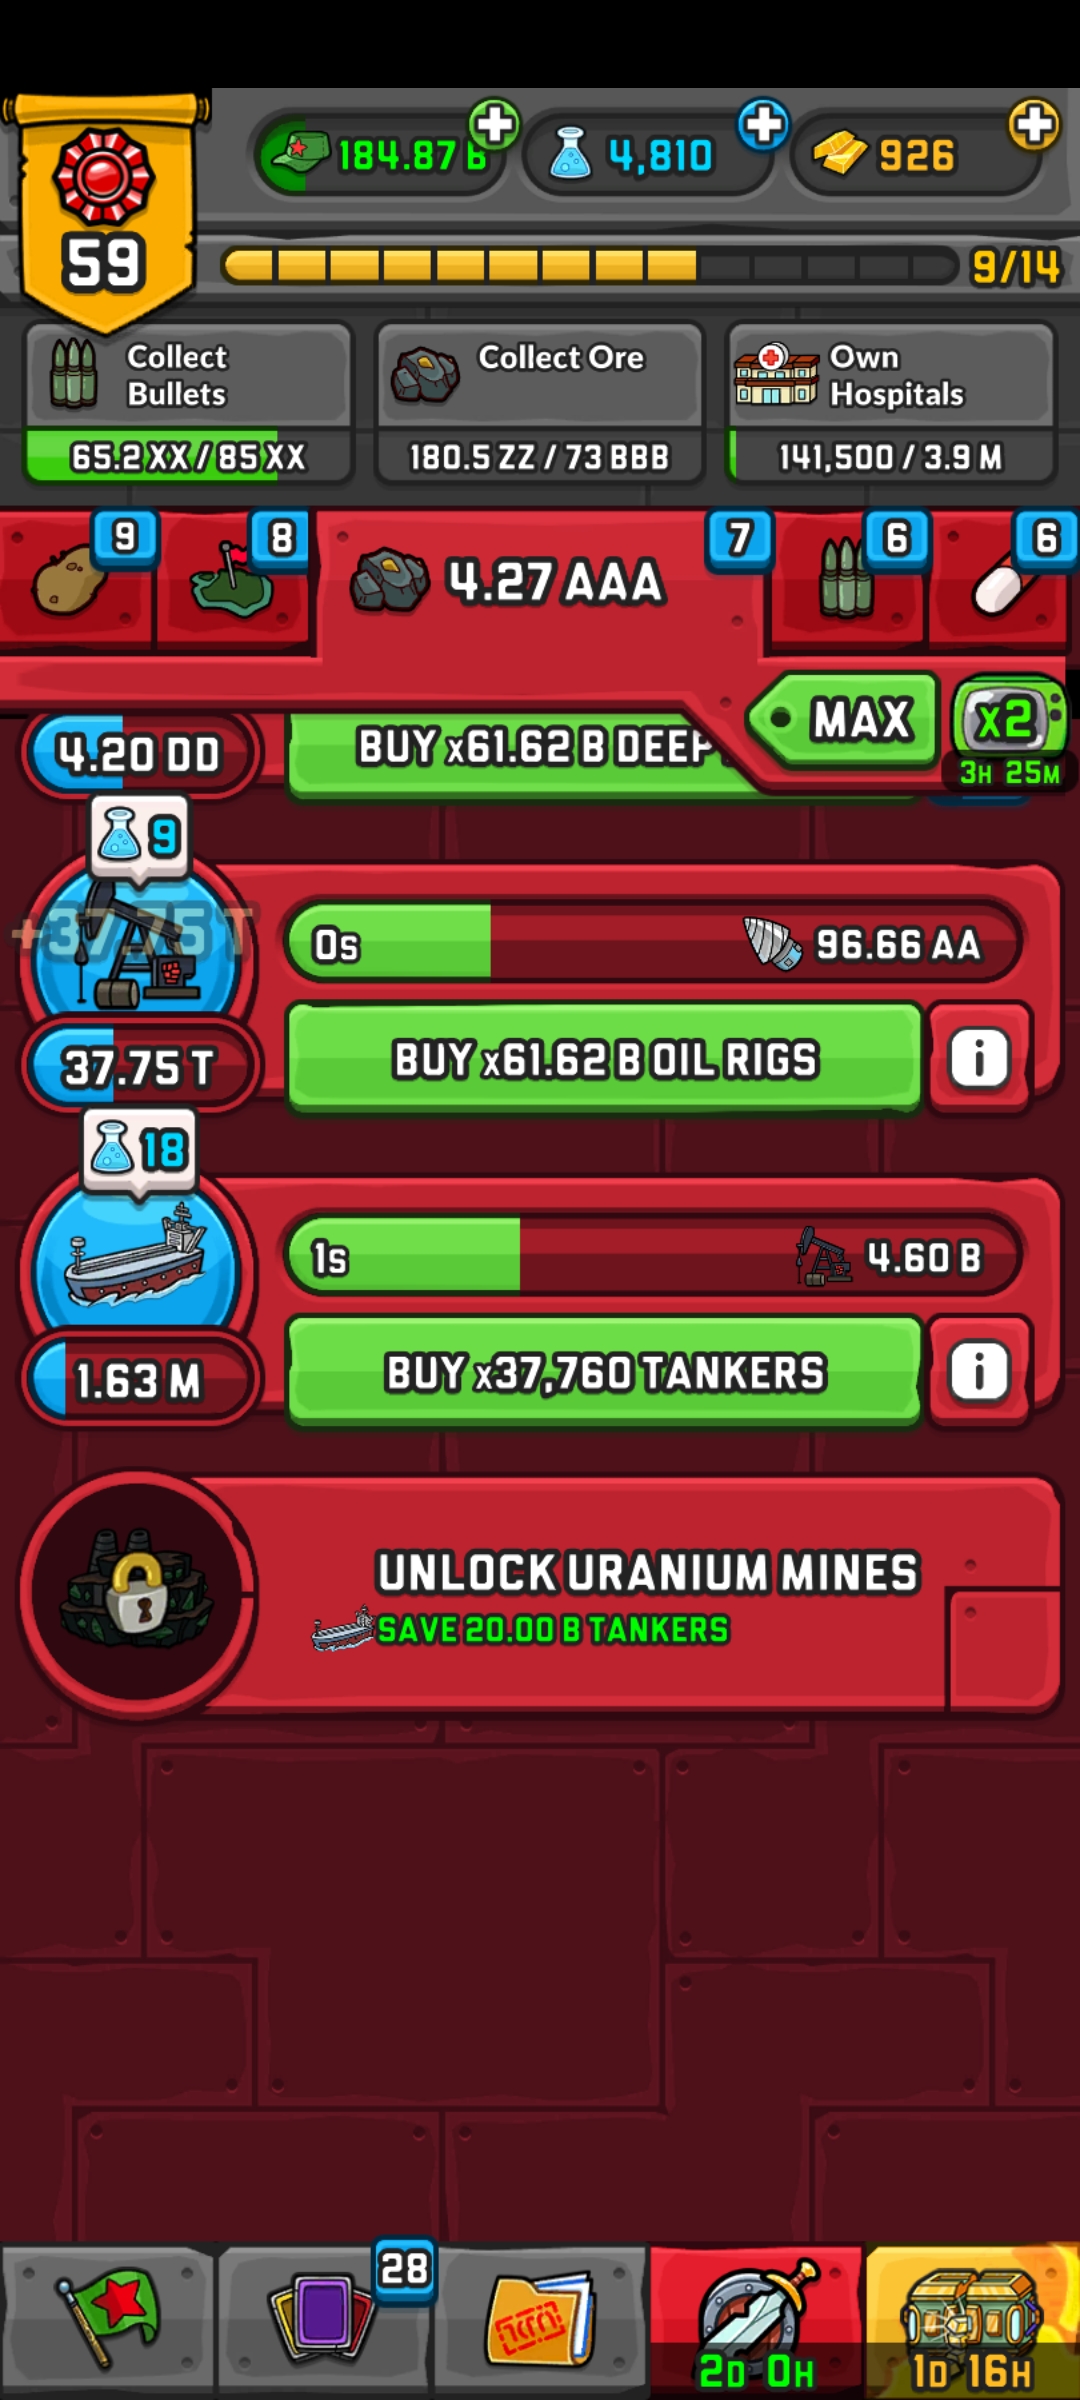 184.87 B
4,810
926
59
9/14
Collect
Bullets
65.2 XX / 85 XX
Collect Ore
180.5 ZZ / 73 BBB
Own
Hospitals
141,500 / 3.9 M
9
8
4.27 AAA
7
6
6
MAX
x2
3H 25M
4.20 DD
BUY x61.62 B DEEP
9
+37.75 T
0s
96.66 AA
37.75 T
BUY x61.62 B OIL RIGS
i
18
1s
4.60 B
1.63 M
BUY x37,760 TANKERS
i
UNLOCK URANIUM MINES
SAVE 20.00 B TANKERS
28
2D 0H
1D 16H